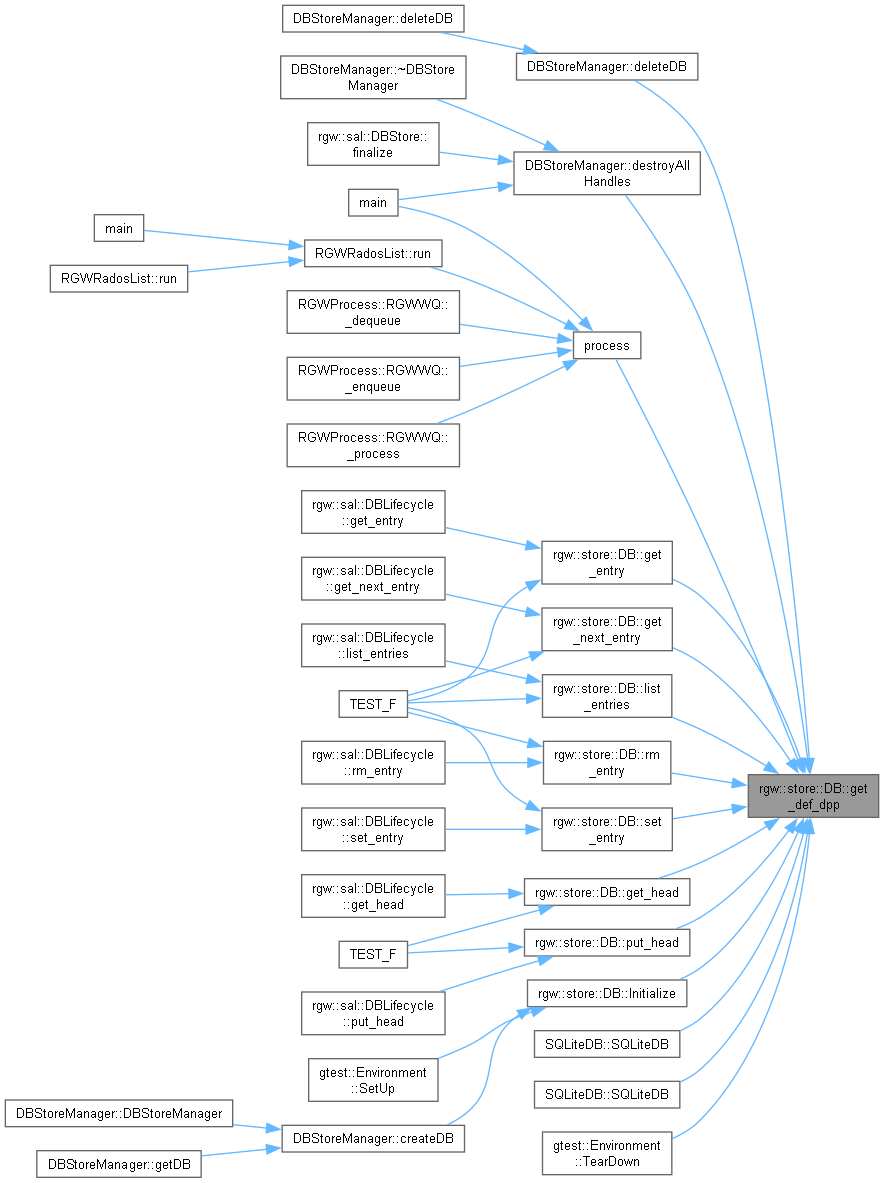 DBStoreManager::deleteDB
DBStoreManager::deleteDB
DBStoreManager::~DBStore
Manager
rgw::sal::DBStore::
finalize
DBStoreManager::destroyAll
Handles
main
main
RGWRadosList::run
RGWRadosList::run
RGWProcess::RGWWQ::
_dequeue
process
RGWProcess::RGWWQ::
_enqueue
RGWProcess::RGWWQ::
_process
rgw::sal::DBLifecycle
::get_entry
rgw::store::DB::get
_entry
rgw::sal::DBLifecycle
::get_next_entry
rgw::store::DB::get
_next_entry
rgw::sal::DBLifecycle
::list_entries
rgw::store::DB::list
_entries
TEST_F
rgw::sal::DBLifecycle
::rm_entry
rgw::store::DB::rm
_entry
rgw::store::DB::get
_def_dpp
rgw::sal::DBLifecycle
::set_entry
rgw::store::DB::set
_entry
rgw::sal::DBLifecycle
::get_head
rgw::store::DB::get_head
TEST_F
rgw::store::DB::put_head
rgw::sal::DBLifecycle
::put_head
rgw::store::DB::Initialize
SQLiteDB::SQLiteDB
gtest::Environment
::SetUp
SQLiteDB::SQLiteDB
DBStoreManager::DBStoreManager
DBStoreManager::createDB
gtest::Environment
::TearDown
DBStoreManager::getDB